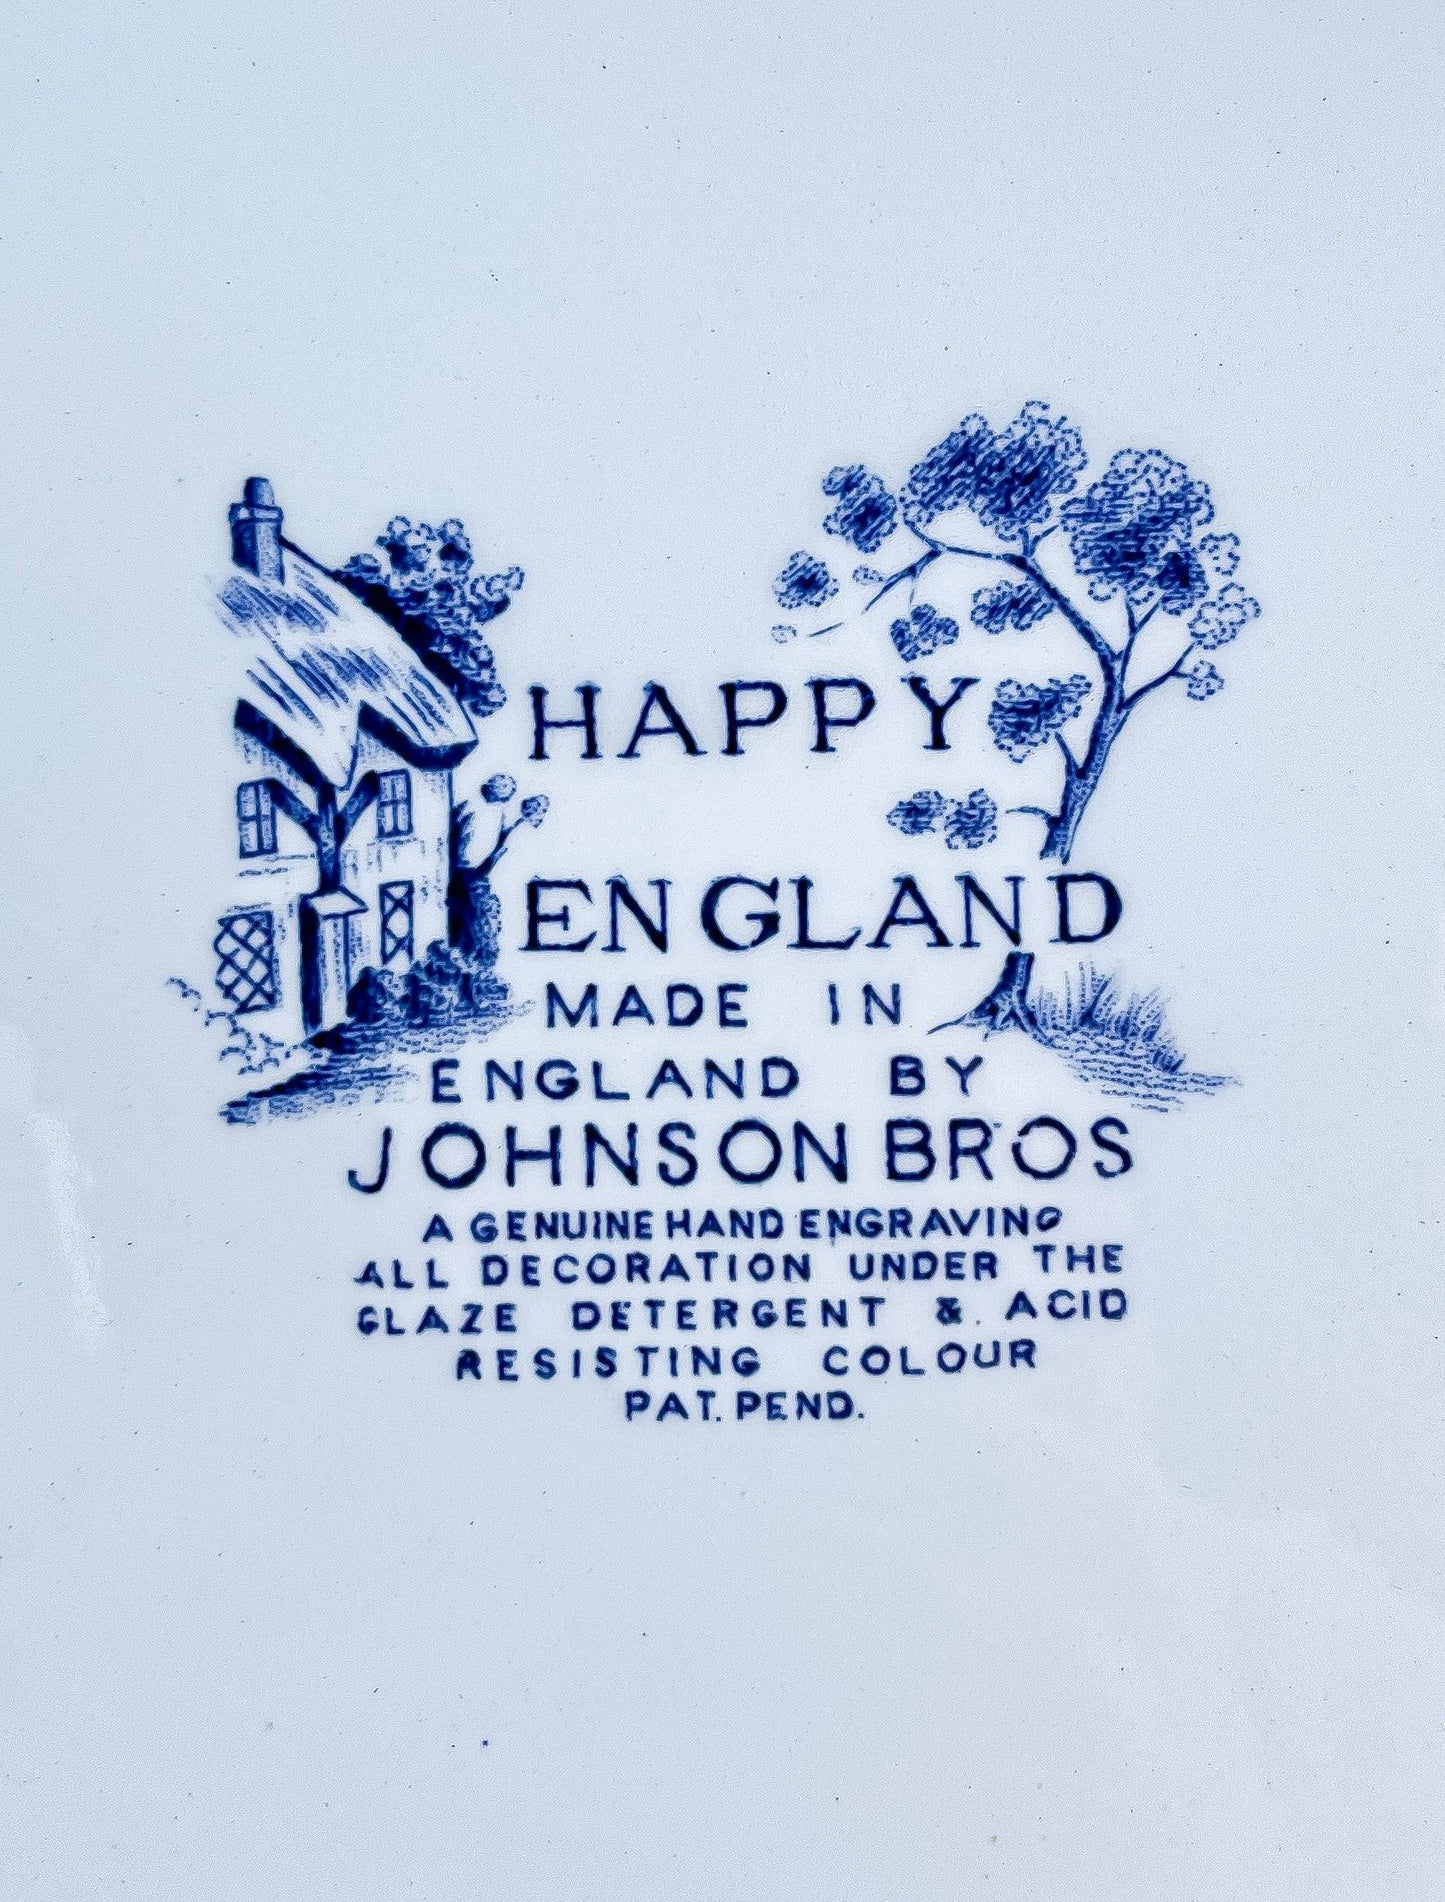 HAPPY
ENGLAND
MADE IN
ENGLAND BY
JOHNSON BROS
A GENUINE HAND ENGRAVING
ALL DECORATION UNDER THE
GLAZE DETERGENT & ACID
RESISTING COLOUR
PAT. PEND.